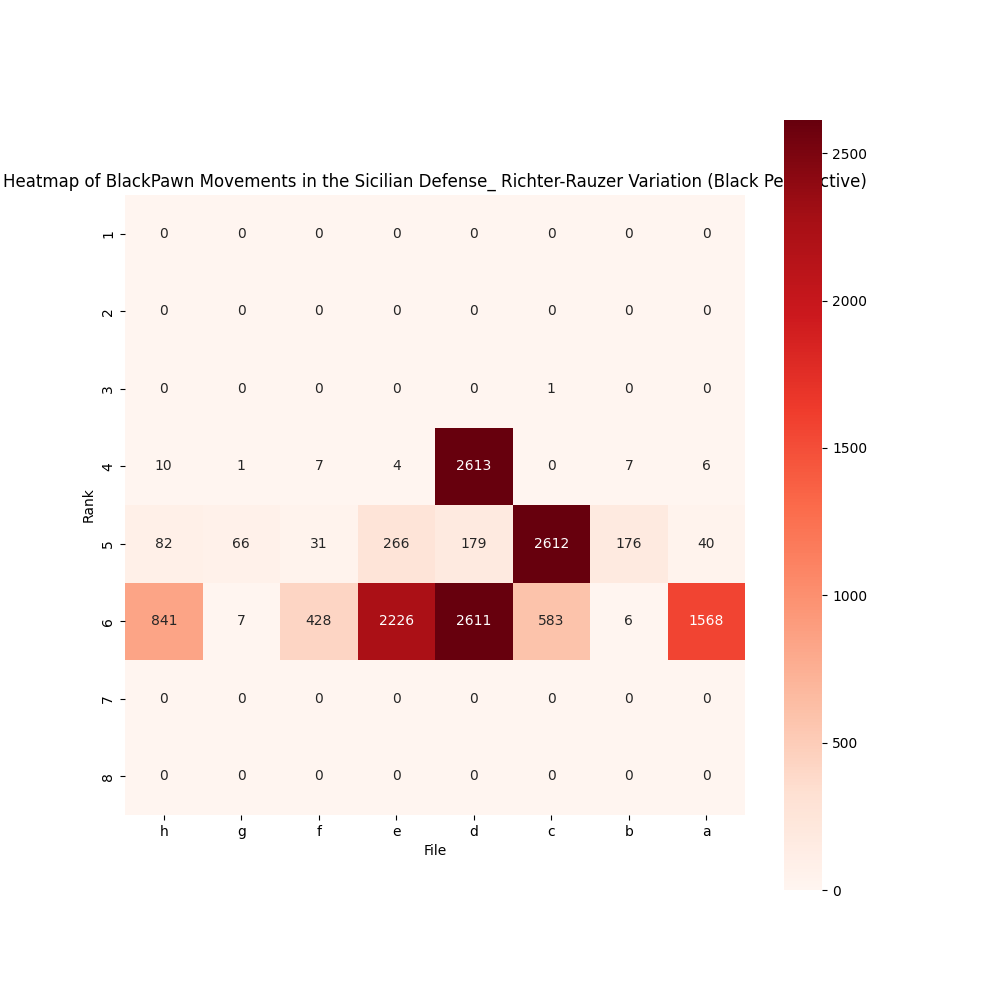 Heatmap of BlackPawn Movements in the Sicilian Defense_ Richter-Rauzer Variation (Black Pe ctive)
2500
2000
1500
1000
500
0
Rank
1 0 0 0 0 0 0 0 0
2 0 0 0 0 0 0 0 0
3 0 0 0 0 0 1 0 0
4 10 1 7 4 2613 0 7 6
5 82 66 31 266 179 2612 176 40
6 841 7 428 2226 2611 583 6 1568
7 0 0 0 0 0 0 0 0
8 0 0 0 0 0 0 0 0
h g f e d c b a
File